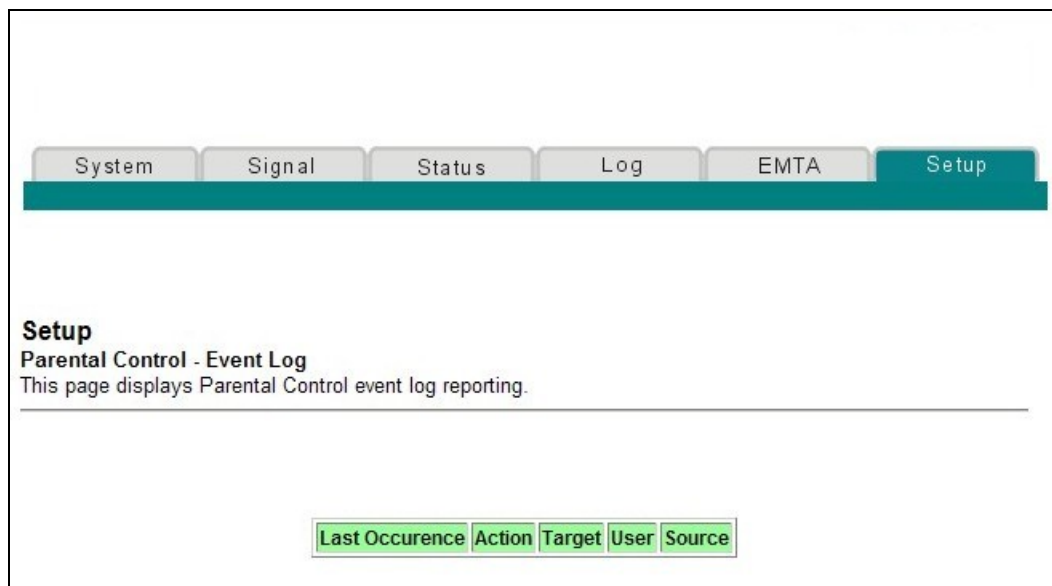 System Signal Status Log EMTA Setup
Setup
Parental Control - Event Log
This page displays Parental Control event log reporting.
Last Occurence Action Target User Source